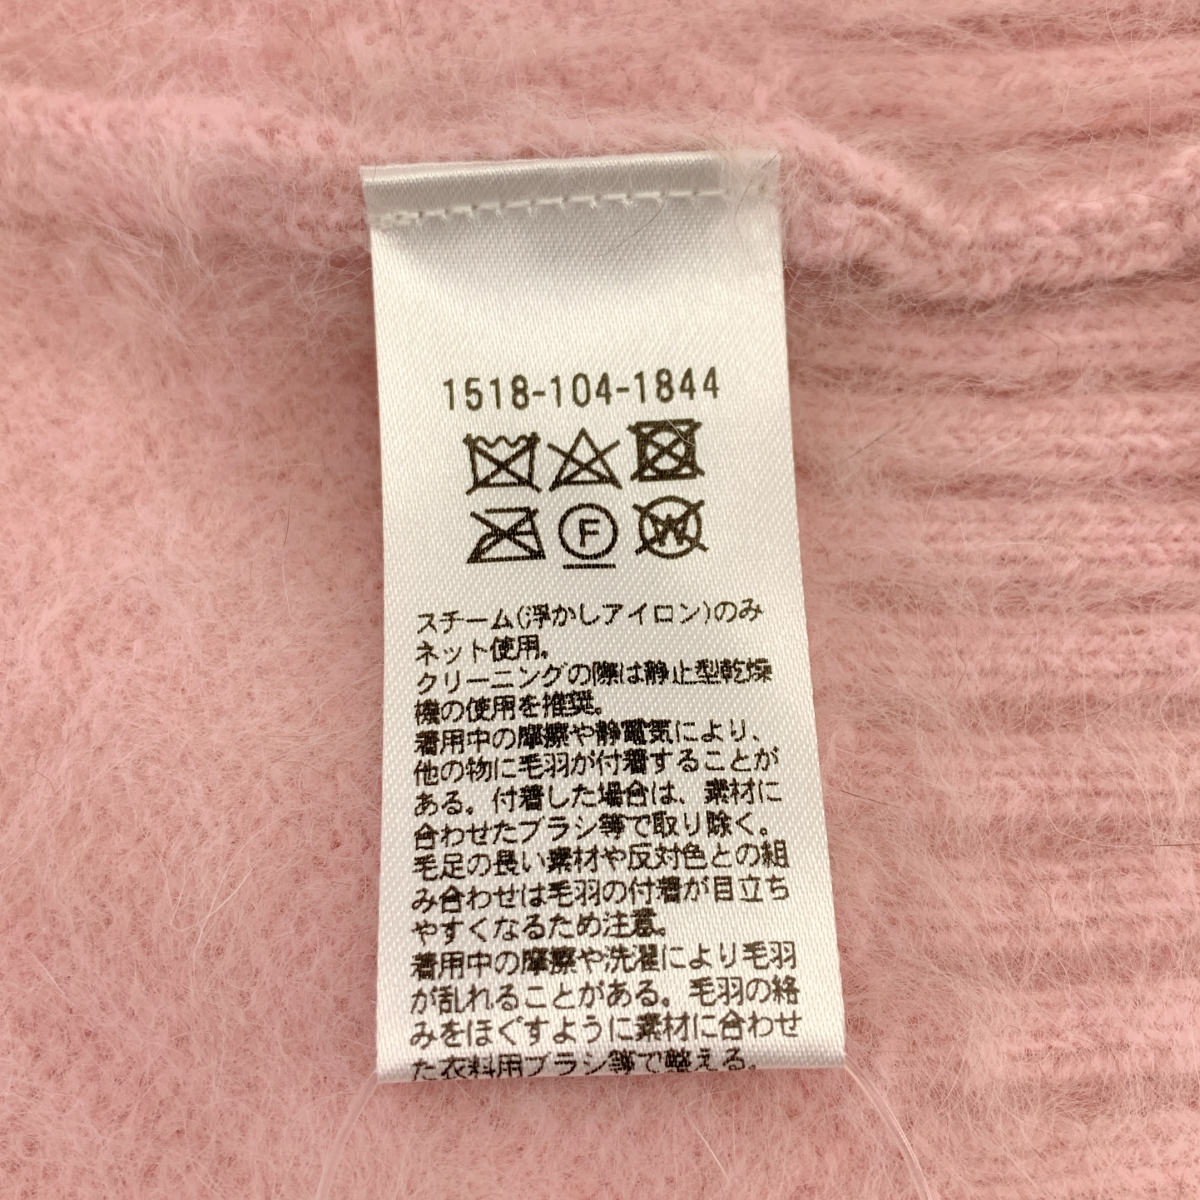 1518-104-1844
F
W
スチーム(浮かしアイロン)のみ
ネット使用。
クリーニングの際は静止型乾燥
機の使用を推奨。
着用中の摩擦や静電気により、
他の物に毛羽が付着することが
ある。付着した場合は、素材に
合わせたブラシ等で取り除く。
毛足の長い素材や反対色との組
み合わせは毛羽の付着が目立ち
やすくなるため注意。
着用中の摩擦や洗濯により毛羽
が乱れることがある。毛羽の絡
みをほぐすように素材に合わせ
た衣料用ブラシ等で整える。